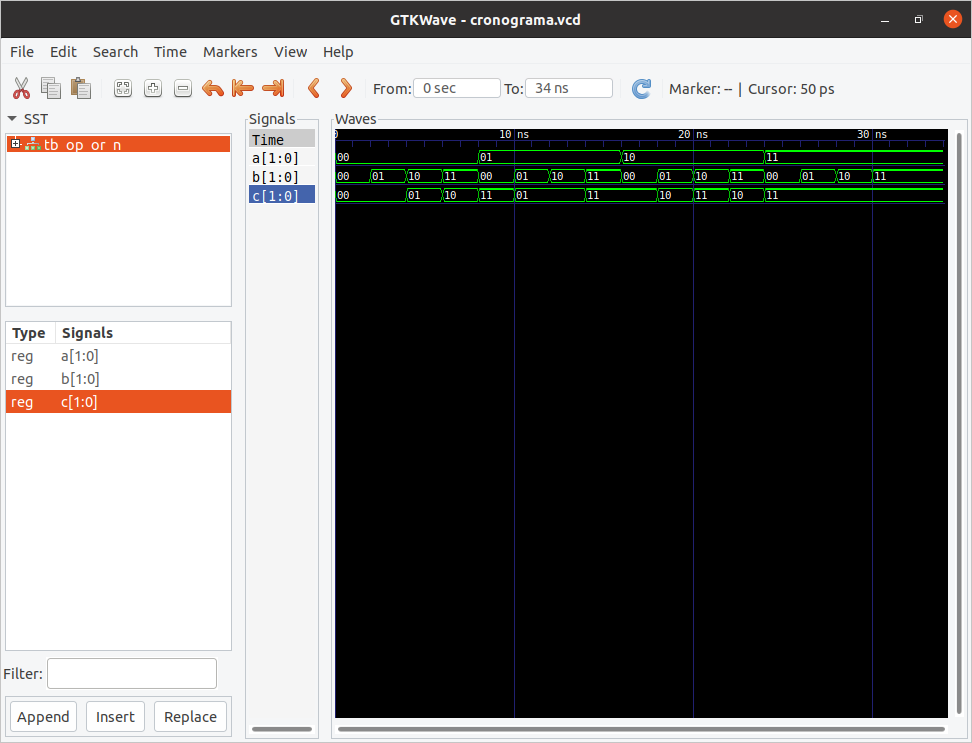 GTKWave - cronograma.vcd
File Edit Search Time Markers View Help
From: 0 sec To: 34 ns Marker: -- | Cursor: 50 ps
SST
tb_op_or_n
Type Signals
reg a[1:0]
reg b[1:0]
reg c[1:0]
Filter:
Append Insert Replace
Signals
Time
a[1:0]
b[1:0]
c[1:0]
Waves
0 10 ns 20 ns 30 ns
00 01 10 11
00 01 10 11 00 01 10 11 00 01 10 11 00 01 10 11
00 01 10 11 01 11 10 11 10 11